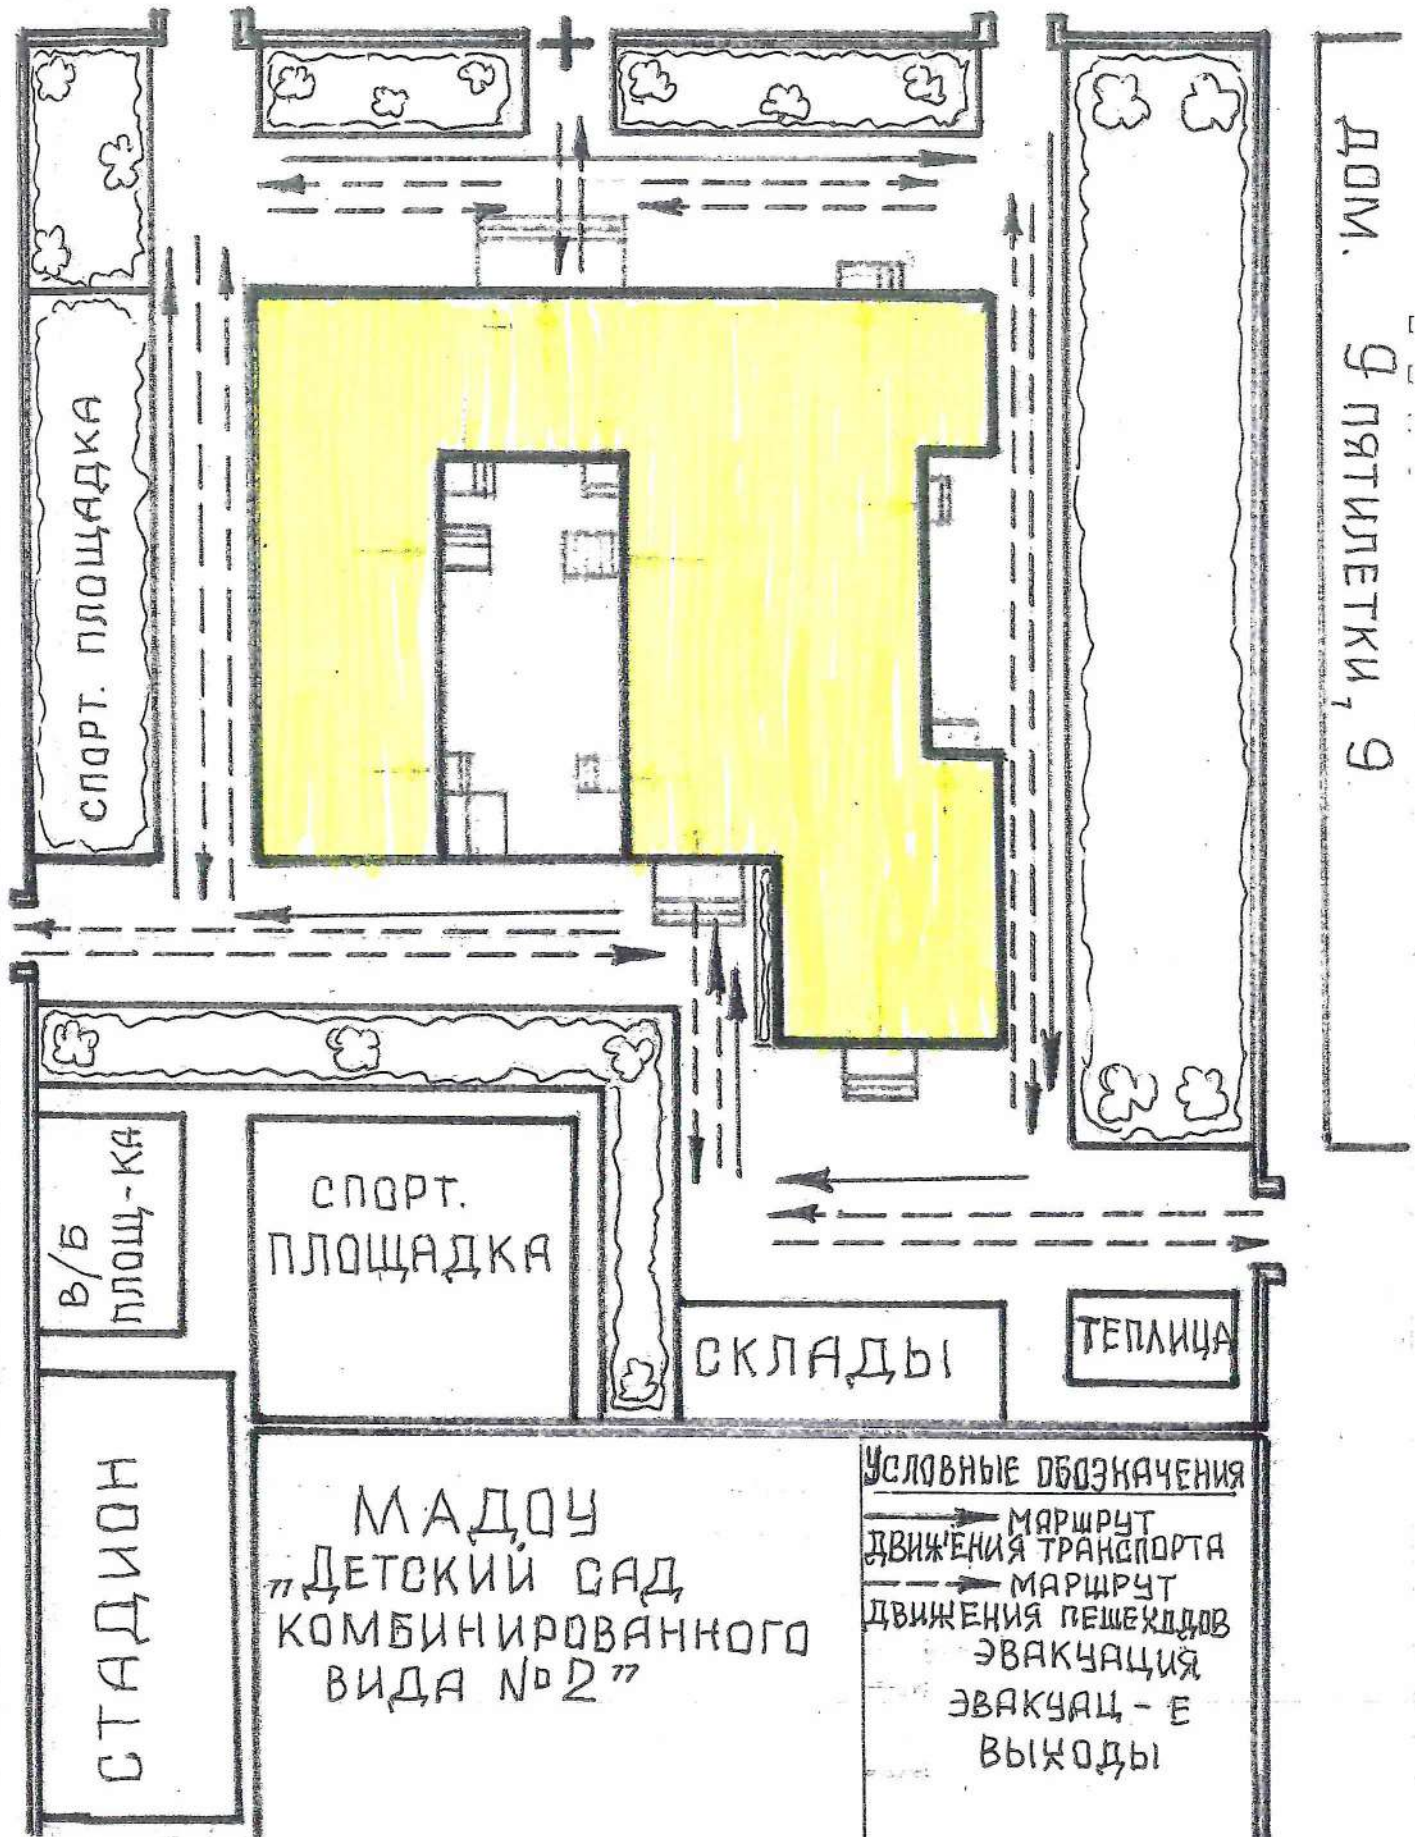 ДОМ. 9 ПЯТИЛЕТКИ, 9
СПОРТ. ПЛОЩАДКА
В/Б
ПЛОЩ-КА
СПОРТ.
ПЛОЩАДКА
СКЛАДЫ
ТЕПЛИЦА
СТАДИОН
МАДОУ
„ДЕТСКИЙ САД
КОМБИНИРОВАННОГО
ВИДА №2”
УСЛОВНЫЕ ОБОЗНАЧЕНИЯ
МАРШРУТ
ДВИЖЕНИЯ ТРАНСПОРТА
МАРШРУТ
ДВИЖЕНИЯ ПЕШЕХОДОВ
ЭВАКУАЦИЯ
ЭВАКУАЦ-Е
ВЫХОДЫ